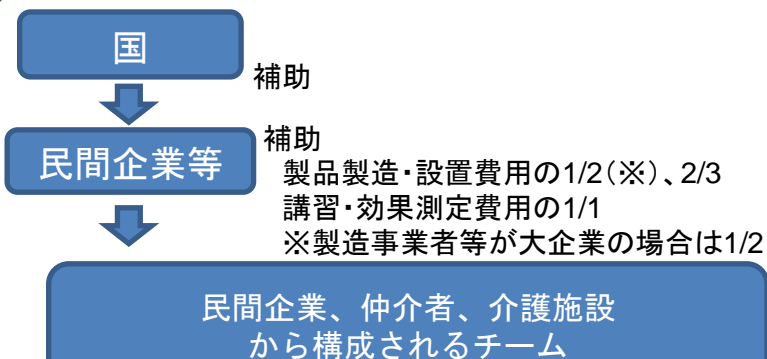 国
補助
民間企業等
補助
製品製造・設置費用の1/2(※)、2/3
講習・効果測定費用の1/1
※製造事業者等が大企業の場合は1/2
民間企業、仲介者、介護施設
から構成されるチーム